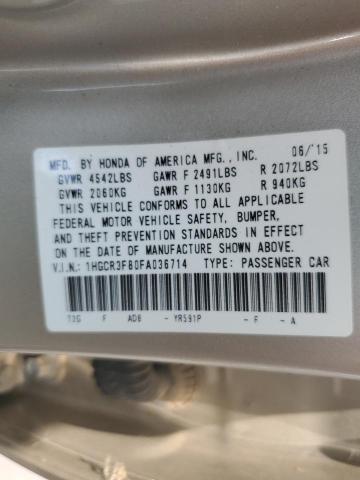 MFD. BY HONDA OF AMERICA MFG., INC. 06/'15
GVWR 4542LBS GAWR F 2491LBS R 2072LBS
GVWR 2060KG GAWR F 1130KG R 940KG
THIS VEHICLE CONFORMS TO ALL APPLICABLE
FEDERAL MOTOR VEHICLE SAFETY, BUMPER,
AND THEFT PREVENTION STANDARDS IN EFFECT
ON THE DATE OF MANUFACTURE SHOWN ABOVE.
V.I.N.: 1HGCR3F80FA036714 TYPE: PASSENGER CAR
T2G F AD8 - YR591P - F - A